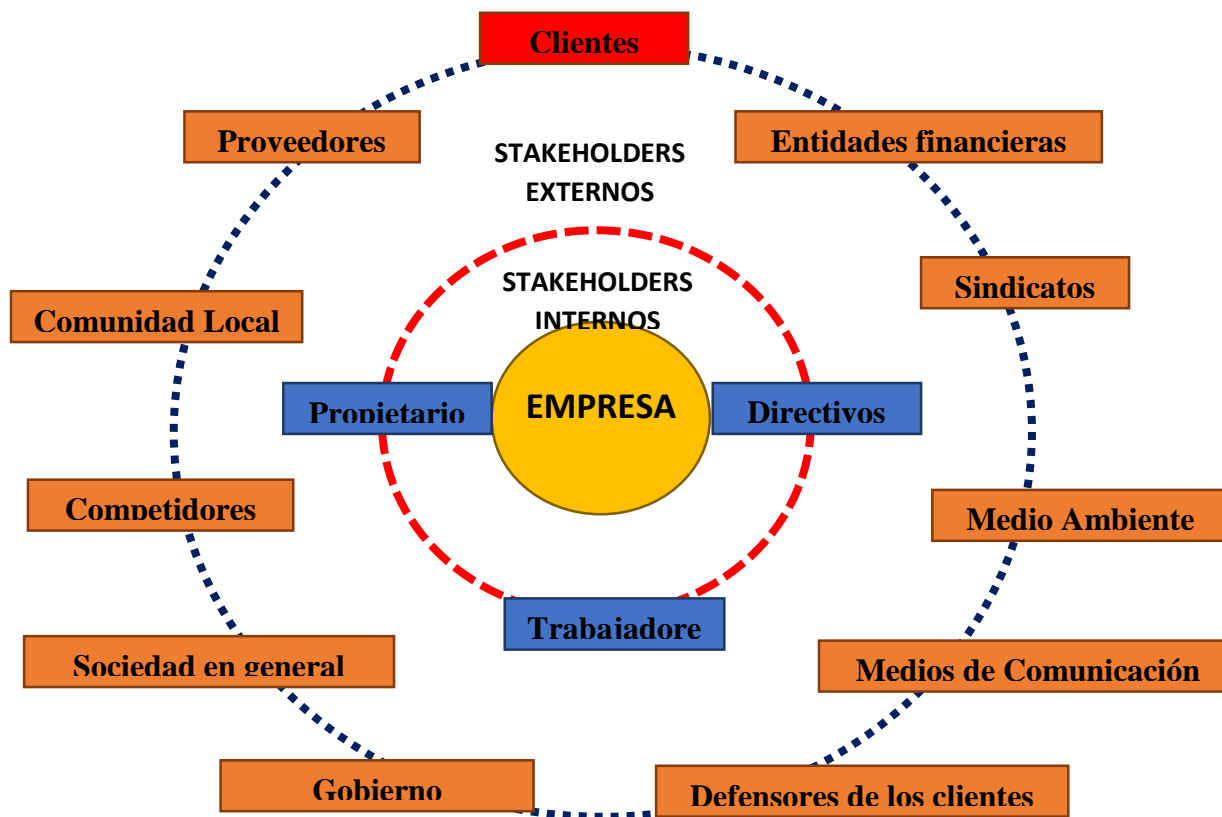 Clientes
Proveedores
Entidades financieras
STAKEHOLDERS
EXTERNOS
Sindicatos
STAKEHOLDERS
INTERNOS
Comunidad Local
EMPRESA
Propietario
Directivos
Competidores
Medio Ambiente
Trabajadore
Sociedad en general
Medios de Comunicación
Gobierno
Defensores de los clientes